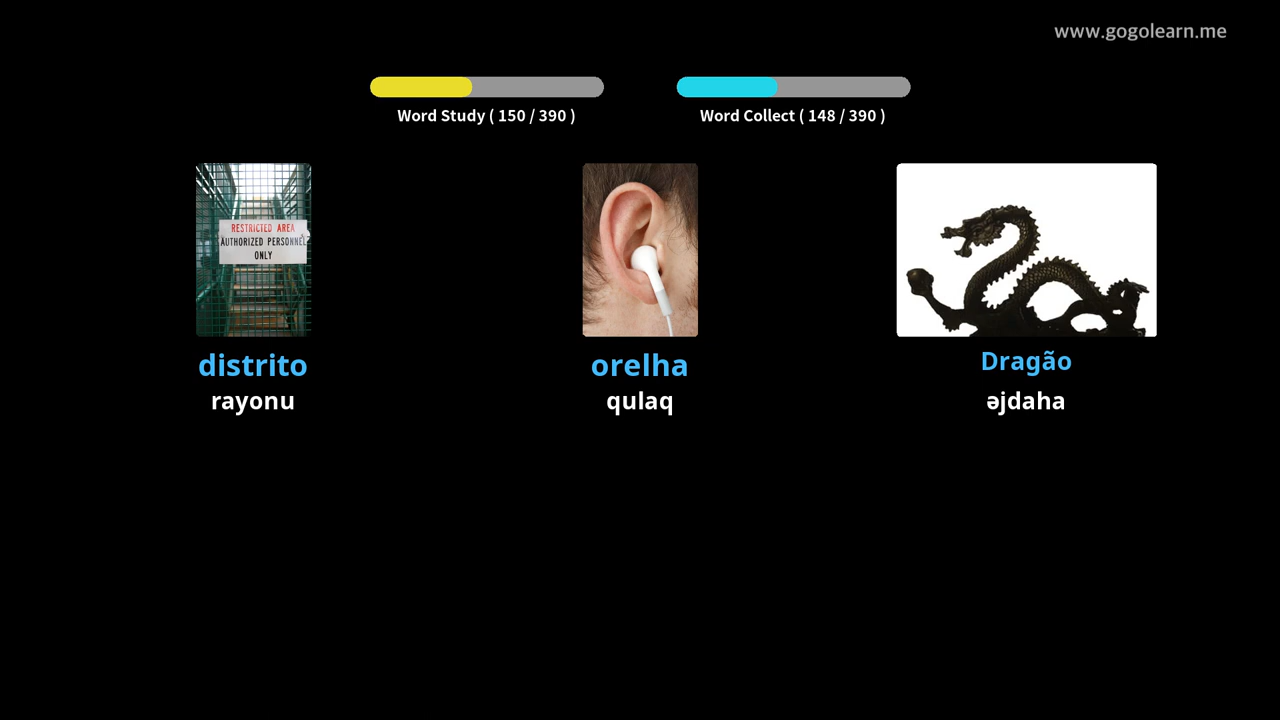 www.gogolearn.me
Word Study ( 150 / 390 )
Word Collect ( 148 / 390 )
RESTRICTED AREA
AUTHORIZED PERSONNEL
ONLY
distrito
orelha
Dragão
rayonu
qulaq
əjdaha